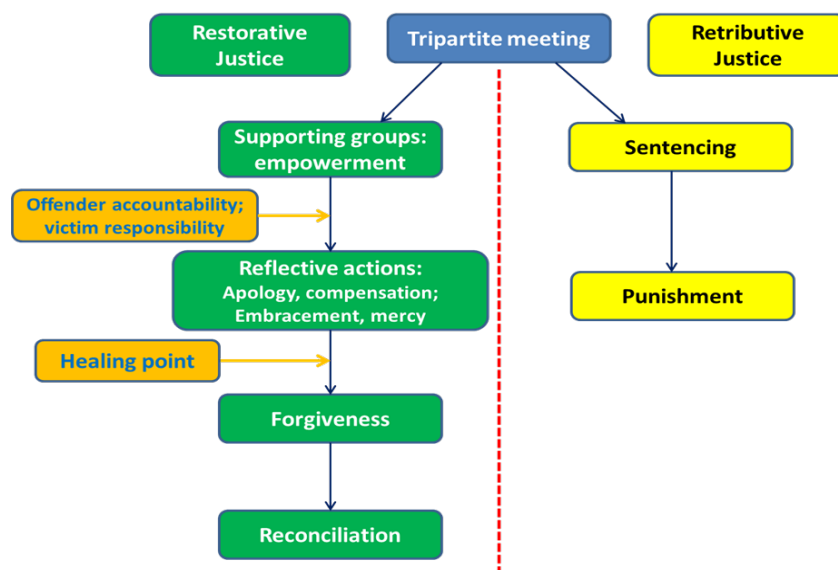 Restorative
Justice
Tripartite meeting
Retributive
Justice
Supporting groups:
empowerment
Sentencing
Offender accountability;
victim responsibility
Reflective actions:
Apology, compensation;
Embracement, mercy
Punishment
Healing point
Forgiveness
Reconciliation